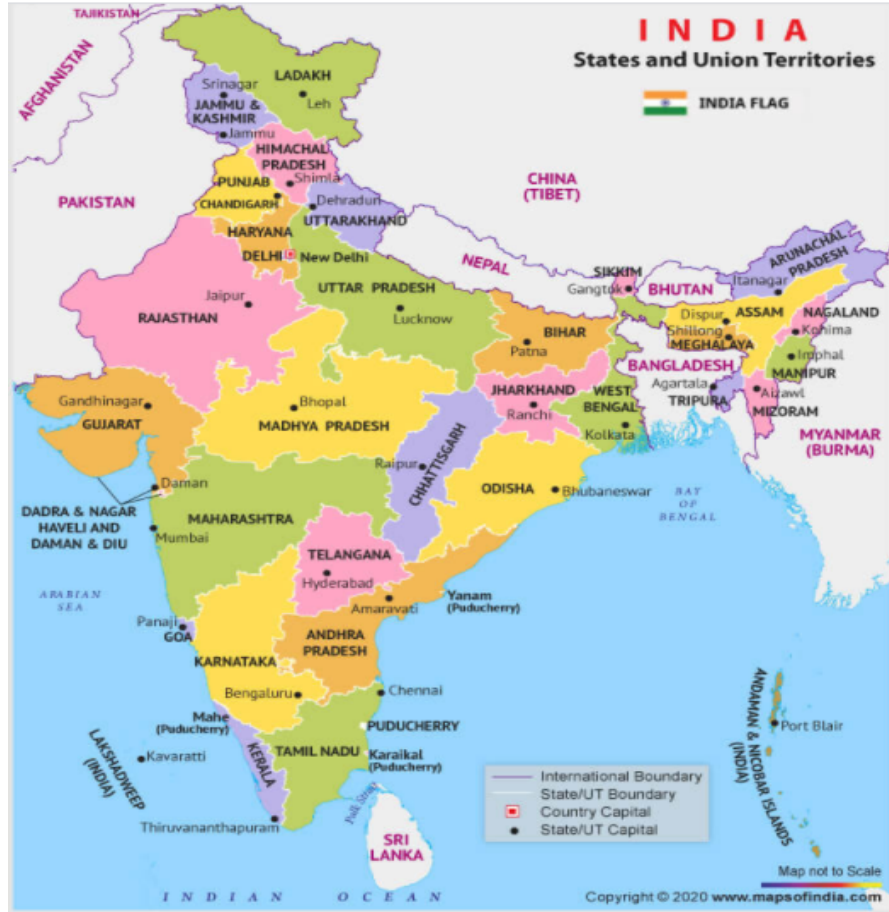 TAJIKISTAN
INDIA
States and Union Territories
INDIA FLAG
AFGHANISTAN
LADAKH
Leh
Srinagar
JAMMU &
KASHMIR
Jammu
HIMACHAL
PRADESH
Shimla
PUNJAB
CHANDIGARH
Dehradun
UTTARAKHAND
PAKISTAN
CHINA
(TIBET)
HARYANA
DELHI
New Delhi
NEPAL
SIKKIM
Gangtok
BHUTAN
ARUNACHAL
PRADESH
Itanagar
UTTAR PRADESH
Lucknow
Jaipur
RAJASTHAN
BIHAR
Patna
Dispur
ASSAM
Shillong
MEGHALAYA
NAGALAND
Kohima
Imphal
MANIPUR
BANGLADESH
Agartala
TRIPURA
Aizawl
MIZORAM
MYANMAR
(BURMA)
JHARKHAND
Ranchi
WEST
BENGAL
Kolkata
Gandhinagar
GUJARAT
Bhopal
MADHYA PRADESH
Raipur
CHHATTISGARH
ODISHA
Bhubaneswar
BAY
OF
BENGAL
Daman
DADRA & NAGAR
HAVELI AND
DAMAN & DIU
MAHARASHTRA
Mumbai
TELANGANA
Hyderabad
ARABIAN
SEA
Amaravati
Yanam
(Puducherry)
Panaji
GOA
ANDHRA
PRADESH
KARNATAKA
Bengaluru
Chennai
Mahe
(Puducherry)
PUDUCHERRY
KERALA
TAMIL NADU
Karaikal
(Puducherry)
LAKSHADWEEP
(INDIA)
Kavaratti
Thiruvananthapuram
Palk Strait
SRI
LANKA
ANDAMAN & NICOBAR ISLANDS
(INDIA)
Port Blair
International Boundary
State/UT Boundary
Country Capital
State/UT Capital
Map not to Scale
INDIAN OCEAN
Copyright © 2020 www.mapsofindia.com